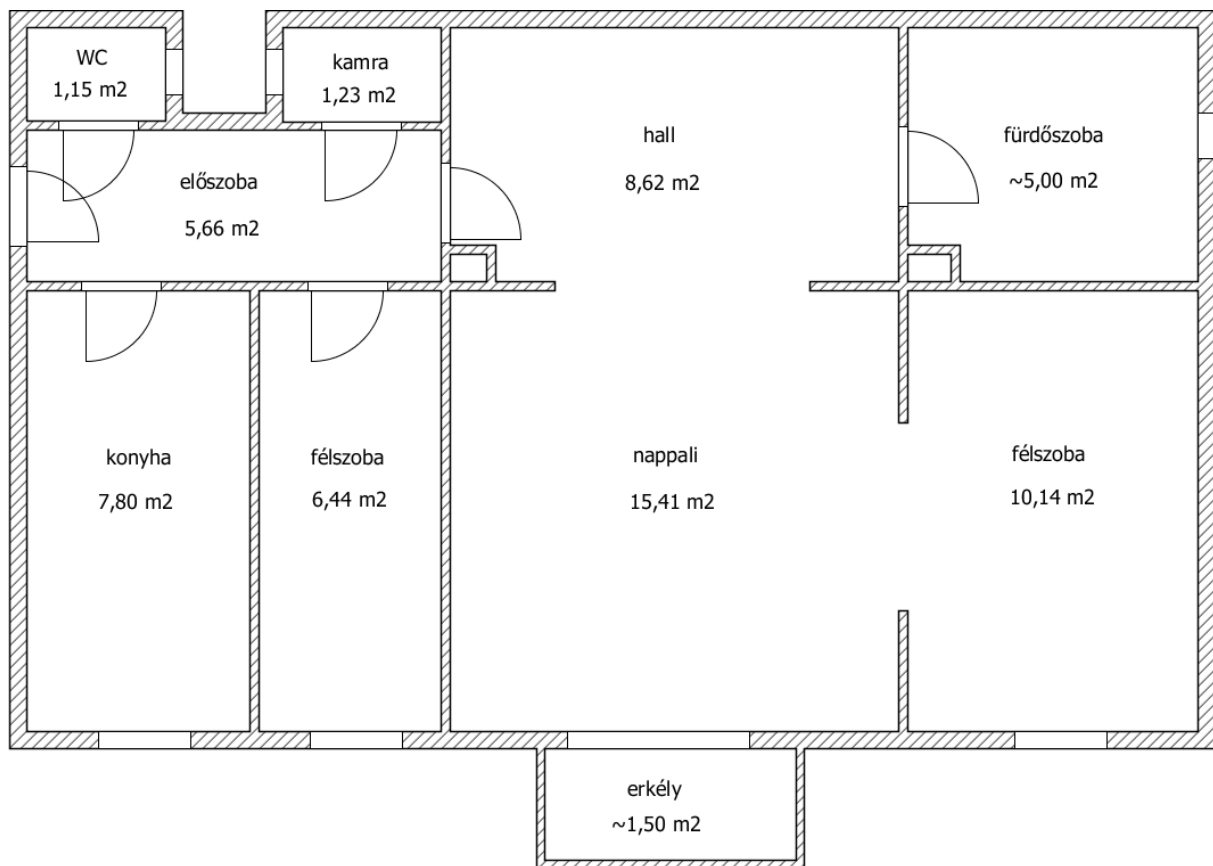 WC
1,15 m2
kamra
1,23 m2
hall
8,62 m2
fürdőszoba
~5,00 m2
előszoba
5,66 m2
konyha
7,80 m2
félszoba
6,44 m2
nappali
15,41 m2
félszoba
10,14 m2
erkély
~1,50 m2